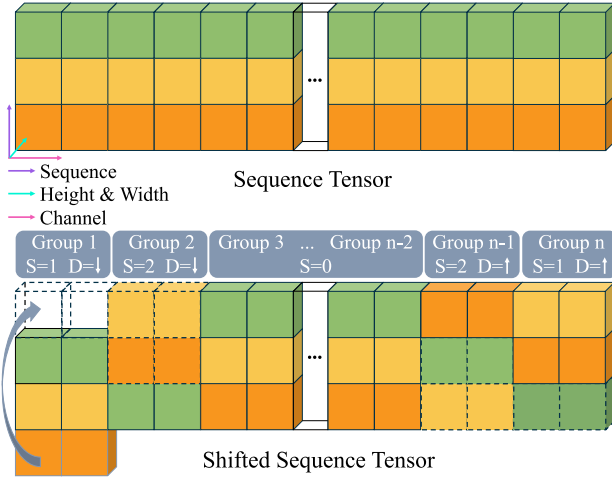 ...
Sequence
Height & Width
Channel
Sequence Tensor
Group 1
S=1 D=↓
Group 2
S=2 D=↓
Group 3 ... Group n-2
S=0
Group n-1
S=2 D=↑
Group n
S=1 D=↑
...
Shifted Sequence Tensor